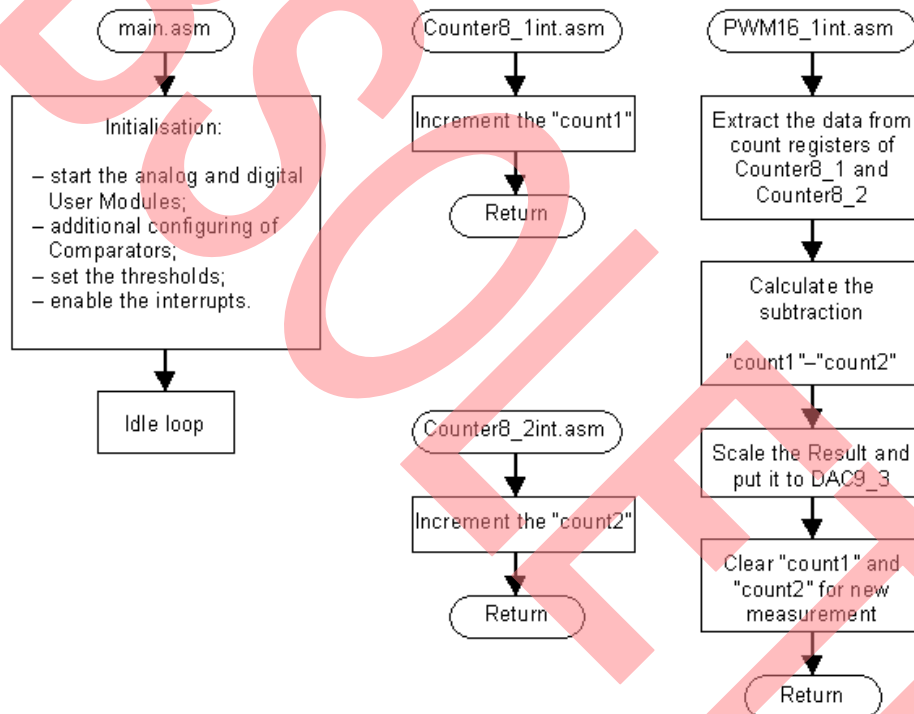 main.asm
Initialisation:
– start the analog and digital
User Modules;
– additional configuring of
Comparators;
– set the thresholds;
– enable the interrupts.
Idle loop
Counter8_1int.asm
Increment the "count1"
Return
Counter8_2int.asm
Increment the "count2"
Return
PWM16_1int.asm
Extract the data from
count registers of
Counter8_1 and
Counter8_2
Calculate the
subtraction
"count1"–"count2"
Scale the Result and
put it to DAC9_3
Clear "count1" and
"count2" for new
measurement
Return